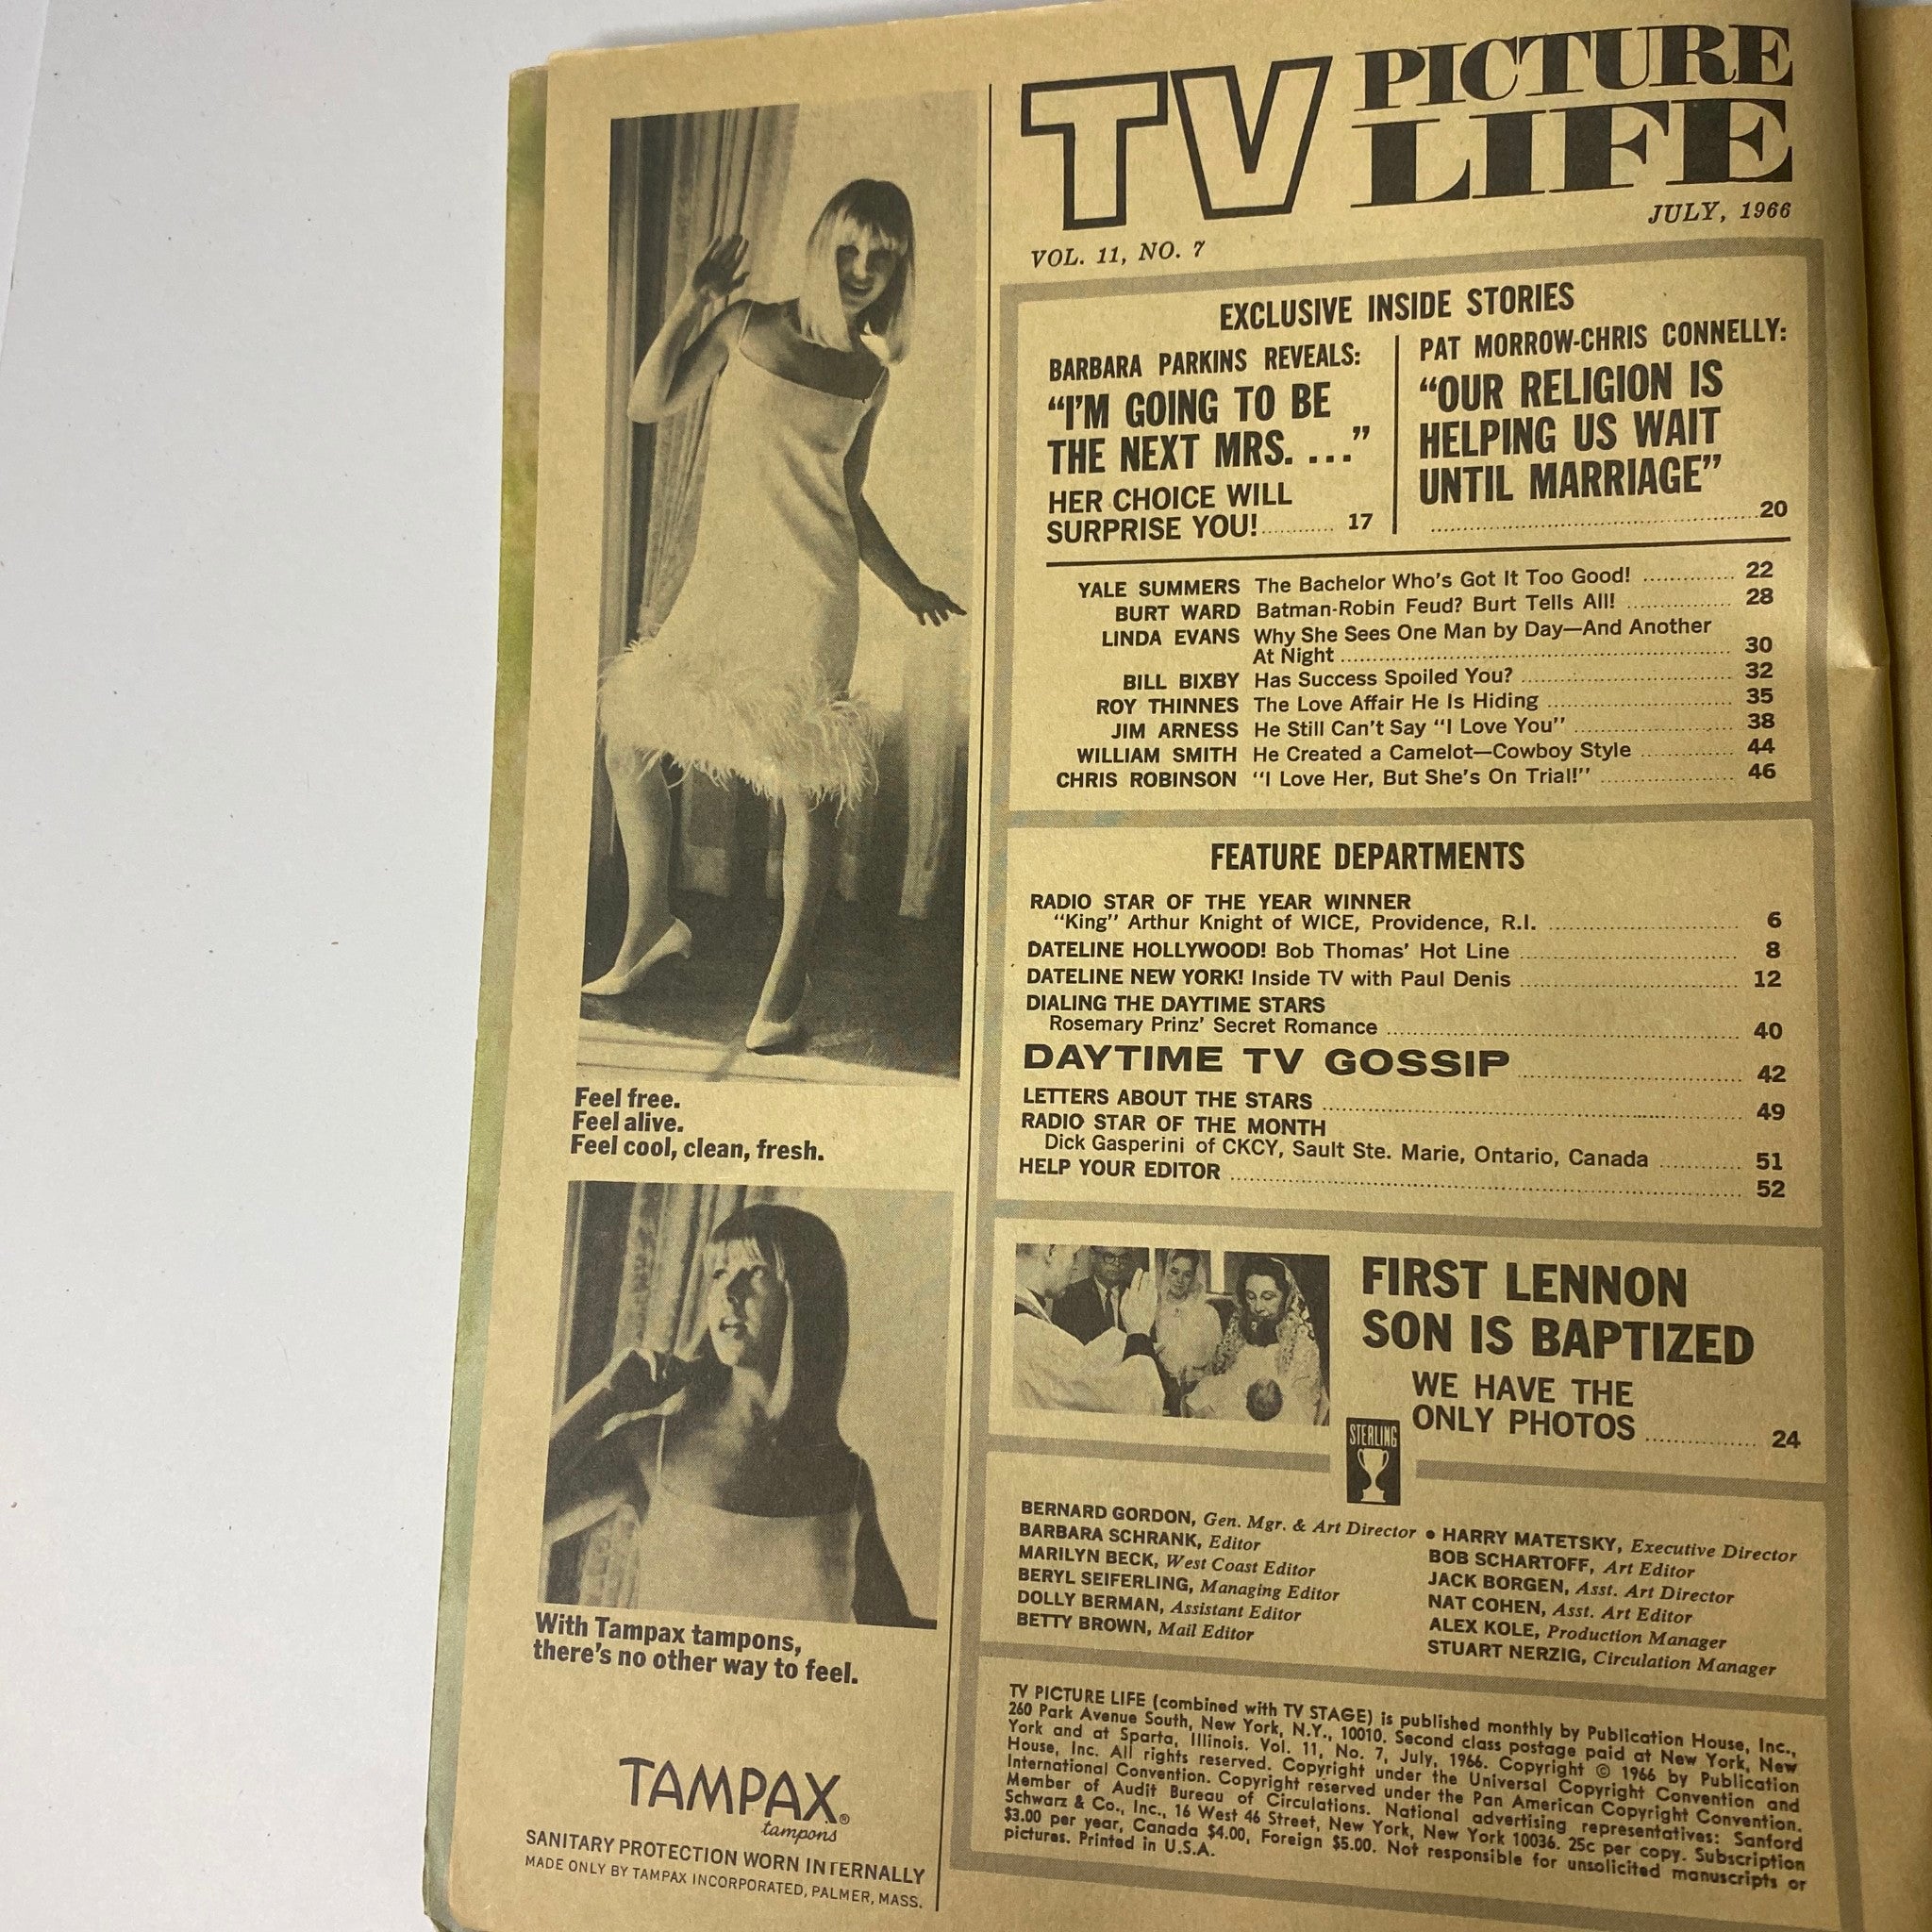 TV PICTURE
LIFE
JULY, 1966
VOL. 11, NO. 7
EXCLUSIVE INSIDE STORIES
BARBARA PARKINS REVEALS:
"I'M GOING TO BE
THE NEXT MRS. ..."
HER CHOICE WILL
SURPRISE YOU! .......... 17
PAT MORROW-CHRIS CONNELLY:
"OUR RELIGION IS
HELPING US WAIT
UNTIL MARRIAGE"
.......... 20
YALE SUMMERS The Bachelor Who's Got It Too Good! .......... 22
BURT WARD Batman-Robin Feud? Burt Tells All! .......... 28
LINDA EVANS Why She Sees One Man by Day—And Another
At Night .......... 30
BILL BIXBY Has Success Spoiled You? .......... 32
ROY THINNES The Love Affair He Is Hiding .......... 35
JIM ARNESS He Still Can't Say "I Love You" .......... 38
WILLIAM SMITH He Created a Camelot—Cowboy Style .......... 44
CHRIS ROBINSON "I Love Her, But She's On Trial!" .......... 46
FEATURE DEPARTMENTS
RADIO STAR OF THE YEAR WINNER
"King" Arthur Knight of WICE, Providence, R.I. .......... 6
DATELINE HOLLYWOOD! Bob Thomas' Hot Line .......... 8
DATELINE NEW YORK! Inside TV with Paul Denis .......... 12
DIALING THE DAYTIME STARS
Rosemary Prinz' Secret Romance .......... 40
DAYTIME TV GOSSIP .......... 42
LETTERS ABOUT THE STARS .......... 49
RADIO STAR OF THE MONTH
Dick Gasperini of CKCY, Sault Ste. Marie, Ontario, Canada .......... 51
HELP YOUR EDITOR .......... 52
FIRST LENNON
SON IS BAPTIZED
WE HAVE THE
ONLY PHOTOS .......... 24
STERLING
BERNARD GORDON, Gen. Mgr. & Art Director • HARRY MATETSKY, Executive Director
BARBARA SCHRANK, Editor
MARILYN BECK, West Coast Editor
BERYL SEIFERLING, Managing Editor
DOLLY BERMAN, Assistant Editor
BETTY BROWN, Mail Editor
BOB SCHARTOFF, Art Editor
JACK BORGEN, Asst. Art Director
NAT COHEN, Asst. Art Editor
ALEX KOLE, Production Manager
STUART NERZIG, Circulation Manager
TV PICTURE LIFE (combined with TV STAGE) is published monthly by Publication House, Inc.,
260 Park Avenue South, New York, N.Y., 10010. Second class postage paid at New York, New
York and at Sparta, Illinois. Vol. 11, No. 7, July, 1966. Copyright © 1966 by Publication
House, Inc. All rights reserved. Copyright under the Universal Copyright Convention and
International Convention. Copyright reserved under the Pan American Copyright Convention.
Member of Audit Bureau of Circulations. National advertising representatives: Sanford
Schwarz & Co., Inc., 16 West 46 Street, New York, New York 10036. 25c per copy. Subscription
$3.00 per year, Canada $4.00, Foreign $5.00. Not responsible for unsolicited manuscripts or
pictures. Printed in U.S.A.
Feel free.
Feel alive.
Feel cool, clean, fresh.
With Tampax tampons,
there's no other way to feel.
TAMPAX®
tampons
SANITARY PROTECTION WORN INTERNALLY
MADE ONLY BY TAMPAX INCORPORATED, PALMER, MASS.